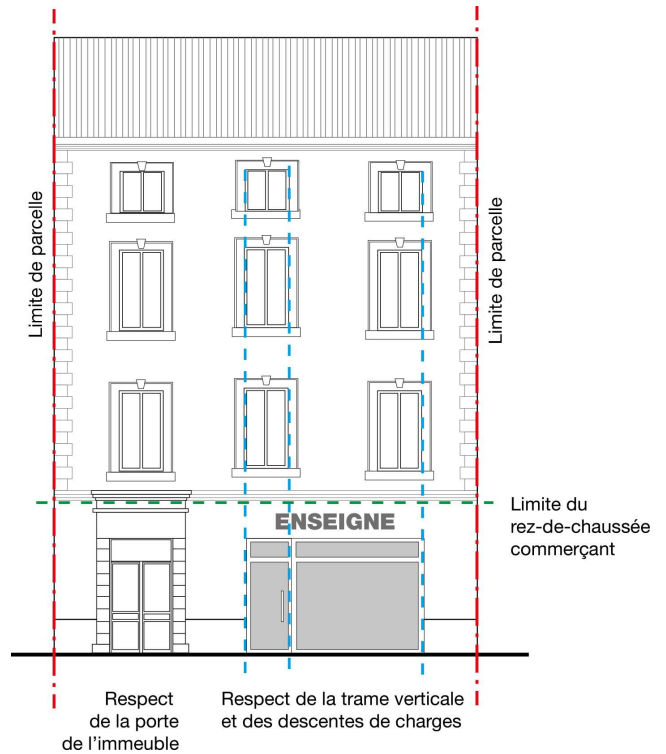 Limite de parcelle
Limite de parcelle
ENSEIGNE
Limite du
rez-de-chaussée
commerçant
Respect
de la porte
de l'immeuble
Respect de la trame verticale
et des descentes de charges